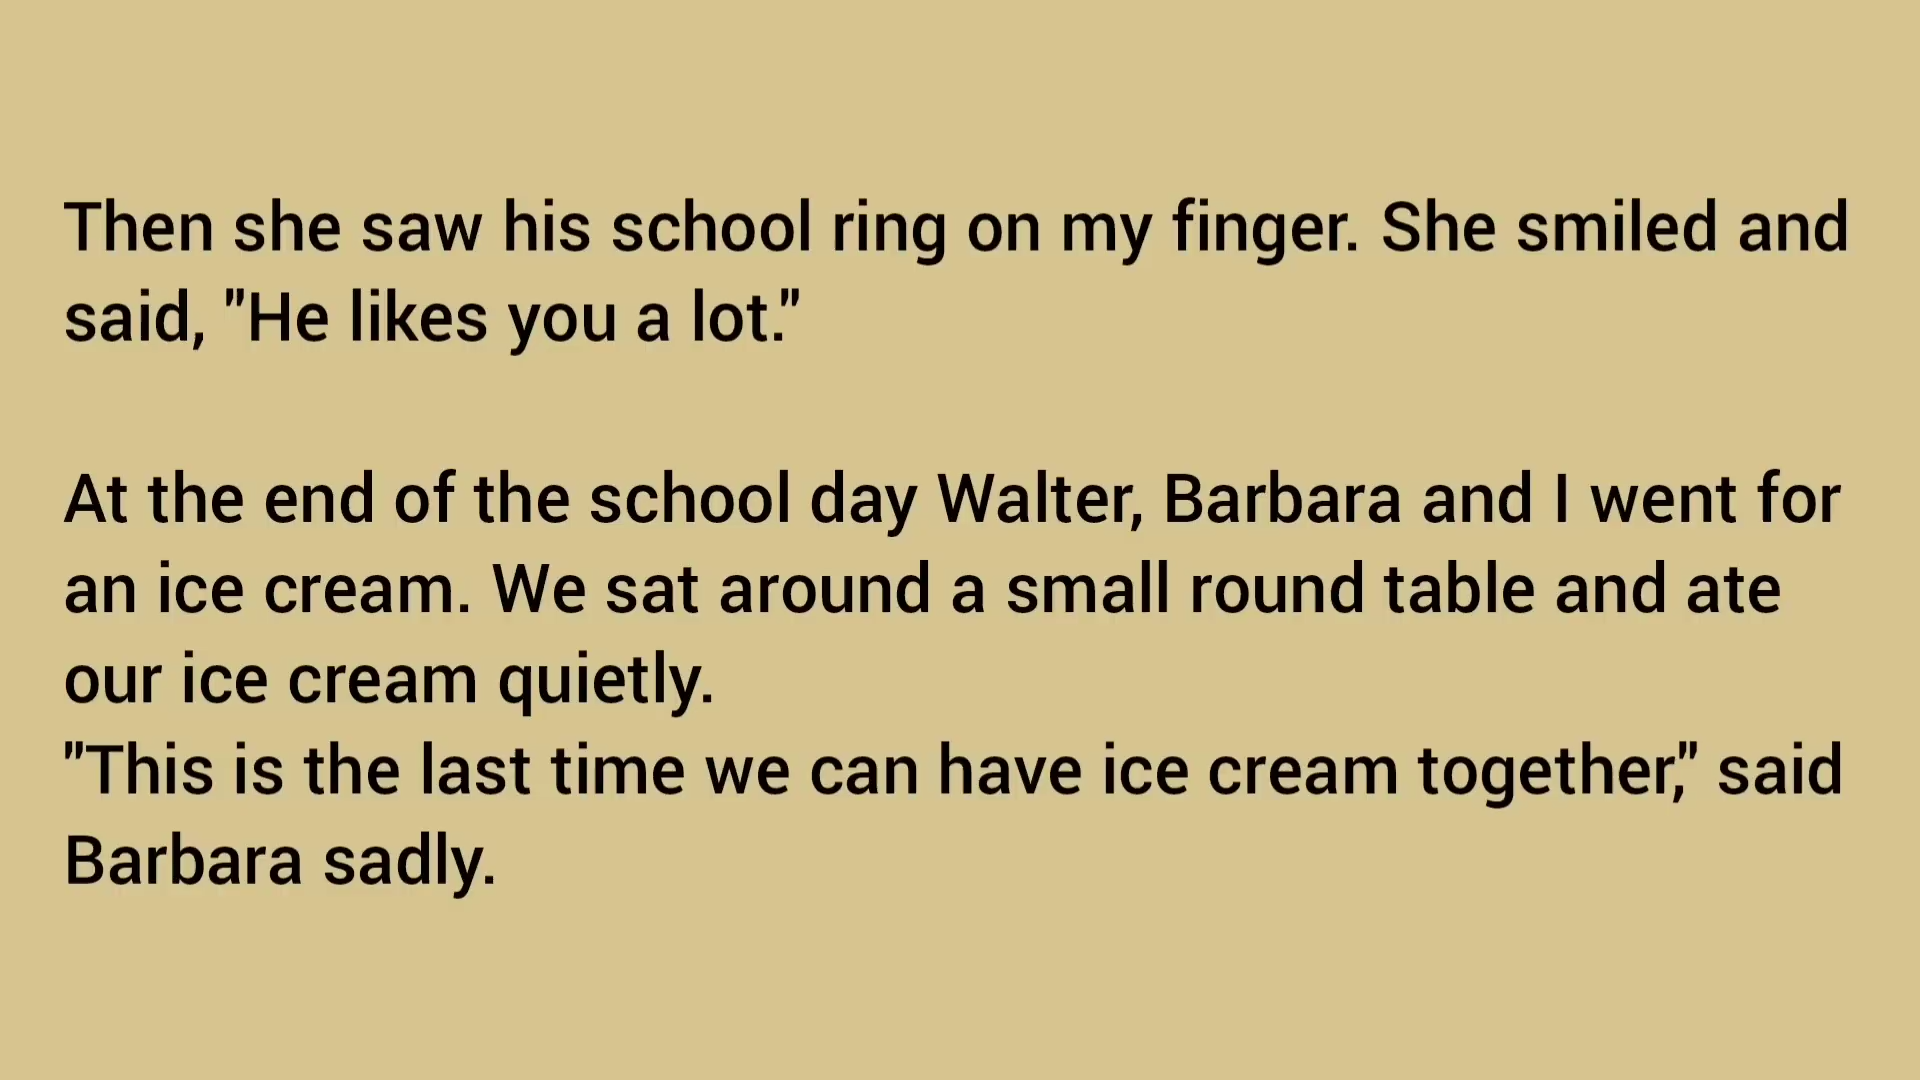 Then she saw his school ring on my finger. She smiled and
said, "He likes you a lot."
At the end of the school day Walter, Barbara and I went for
an ice cream. We sat around a small round table and ate
our ice cream quietly.
"This is the last time we can have ice cream together," said
Barbara sadly.